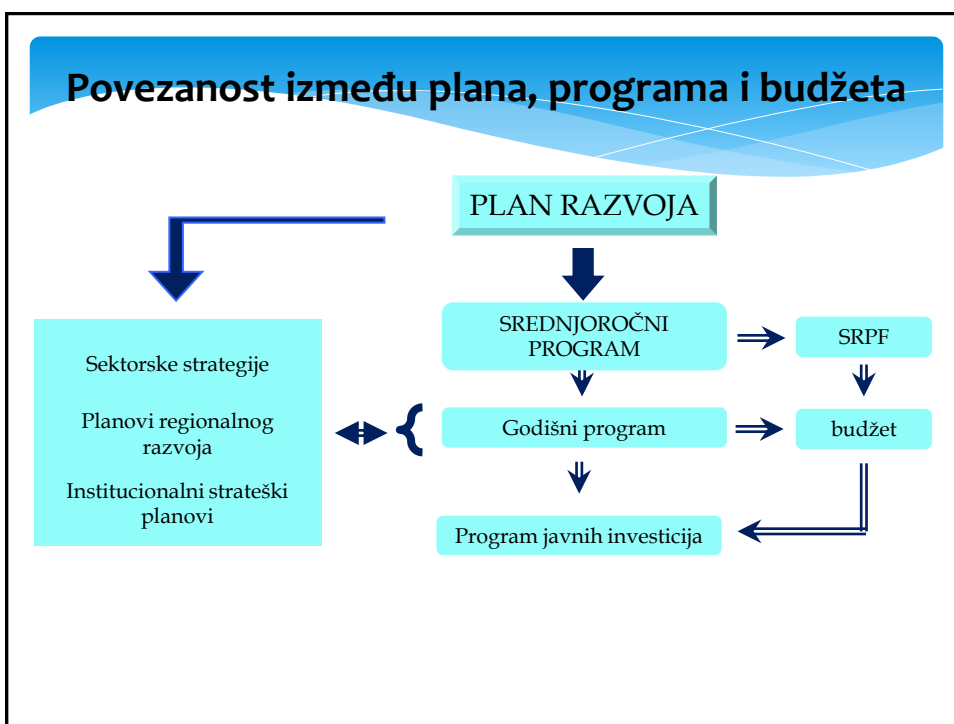 Povezanost između plana, programa i budžeta
PLAN RAZVOJA
SREDNJOROČNI
PROGRAM
SRPF
Sektorske strategije
Planovi regionalnog
razvoja
Institucionalni strateški
planovi
{
Godišni program
budžet
Program javnih investicija